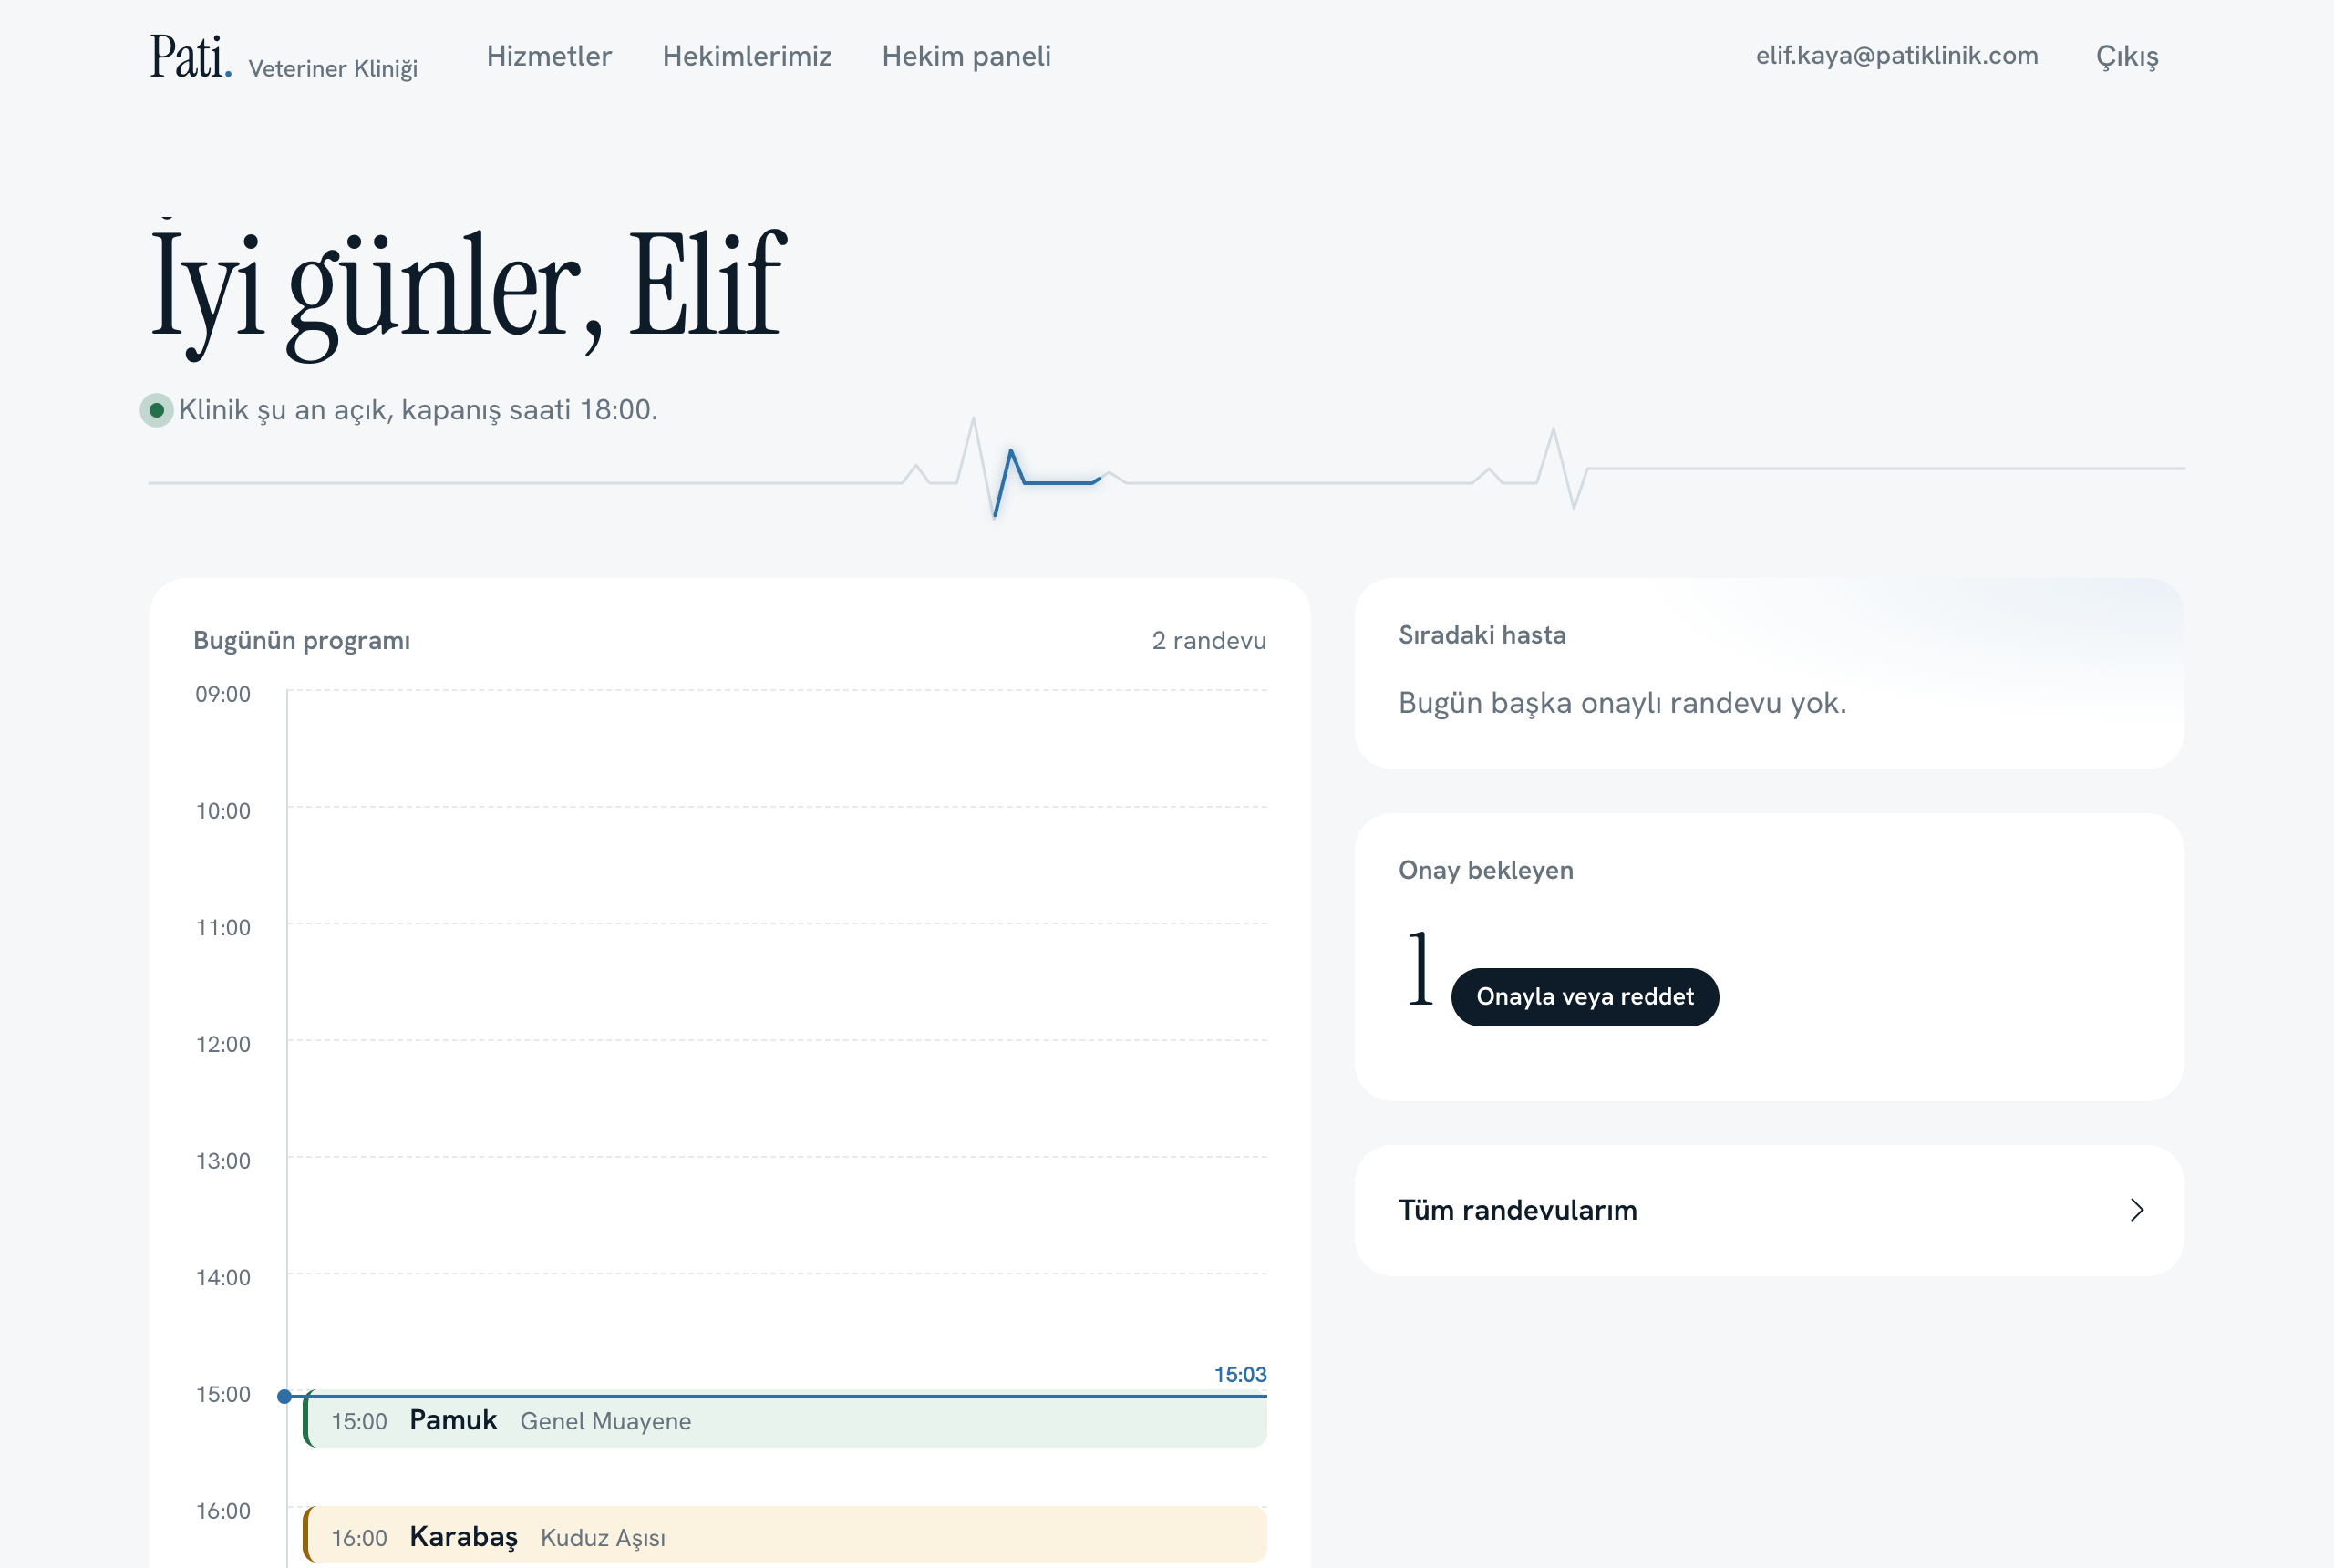 Pati. Veteriner Kliniği Hizmetler Hekimlerimiz Hekim paneli elif.kaya@patiklinik.com Çıkış
İyi günler, Elif
Klinik şu an açık, kapanış saati 18:00.
Bugünün programı 2 randevu
09:00
10:00
11:00
12:00
13:00
14:00
15:03
15:00
15:00 Pamuk Genel Muayene
16:00
16:00 Karabaş Kuduz Aşısı
Sıradaki hasta
Bugün başka onaylı randevu yok.
Onay bekleyen
1 Onayla veya reddet
Tüm randevularım